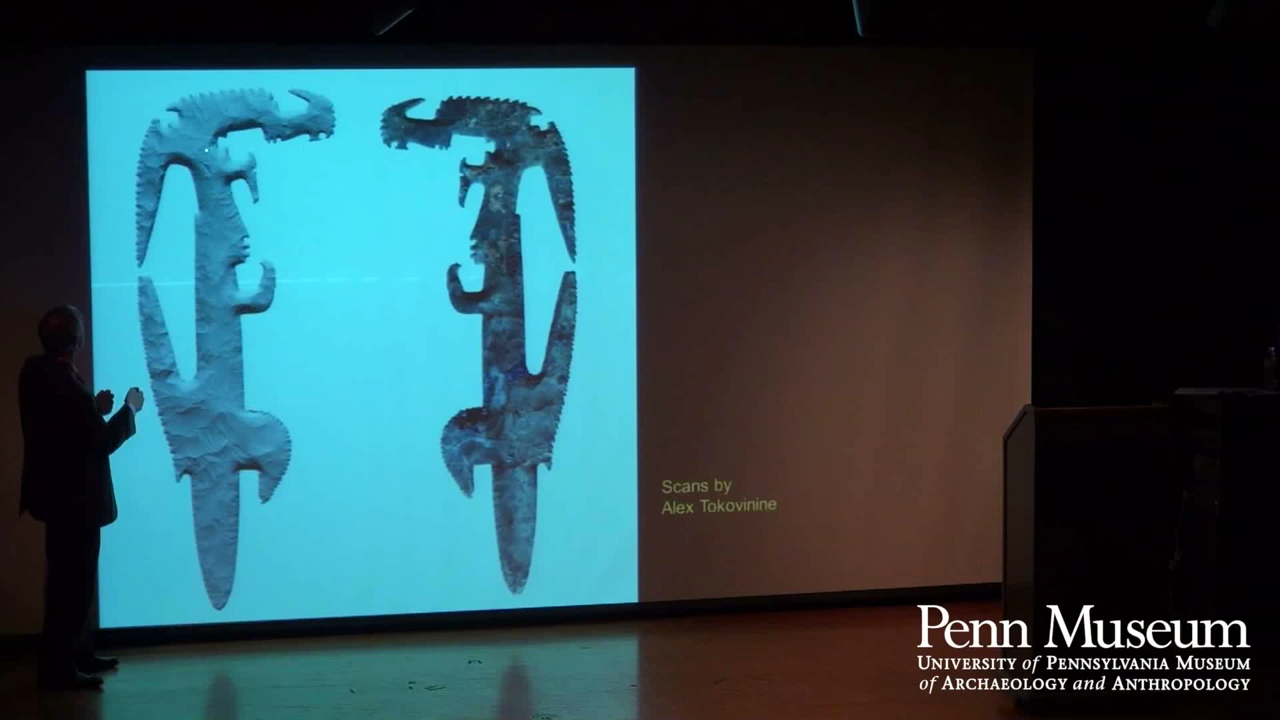 Scans by
Alex Tokovinine
Penn Museum
University of Pennsylvania Museum
of Archaeology and Anthropology